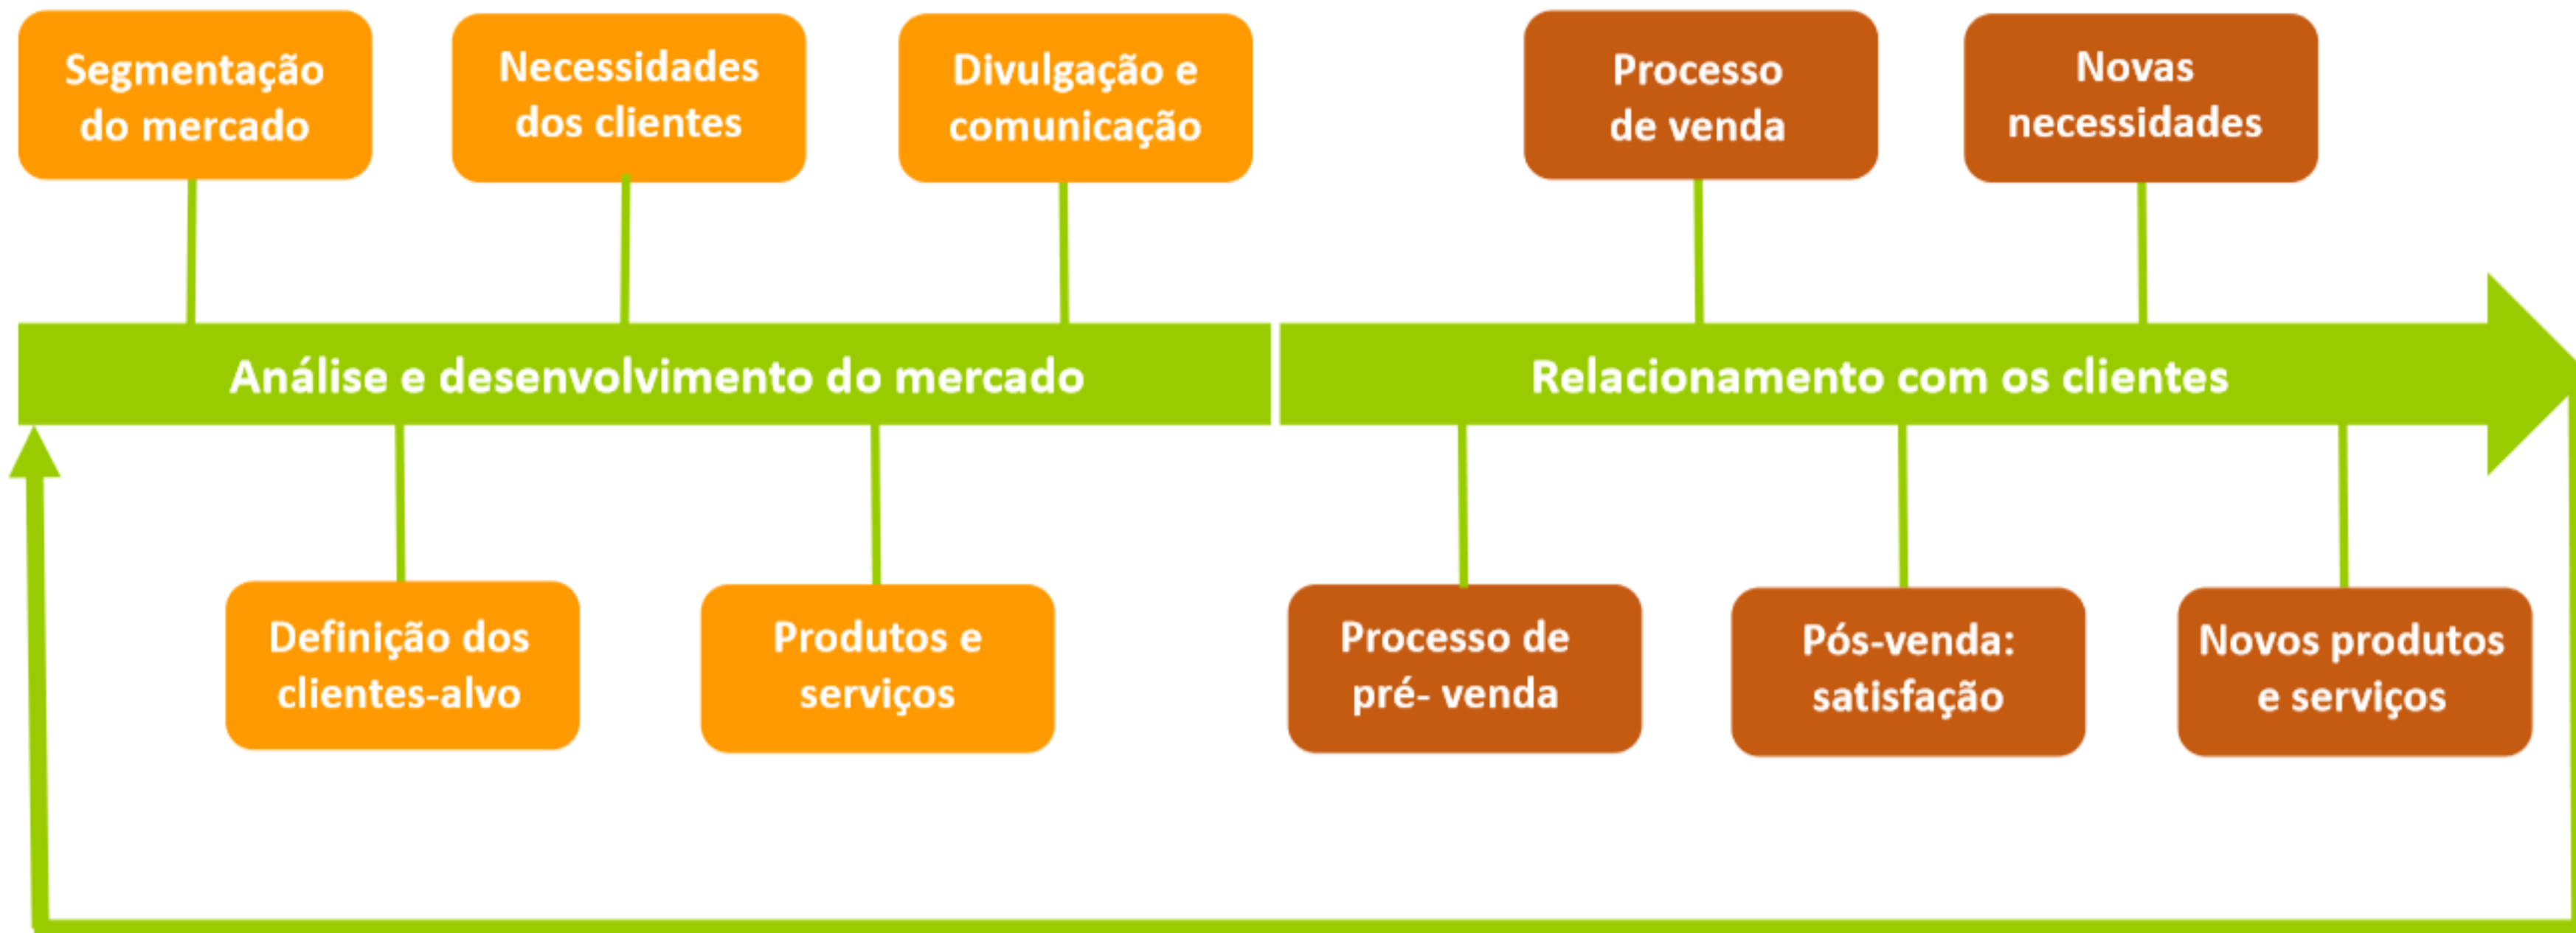 Segmentação
do mercado
Necessidades
dos clientes
Divulgação e
comunicação
Processo
de venda
Novas
necessidades
Análise e desenvolvimento do mercado
Relacionamento com os clientes
Definição dos
clientes-alvo
Produtos e
serviços
Processo de
pré- venda
Pós-venda:
satisfação
Novos produtos
e serviços